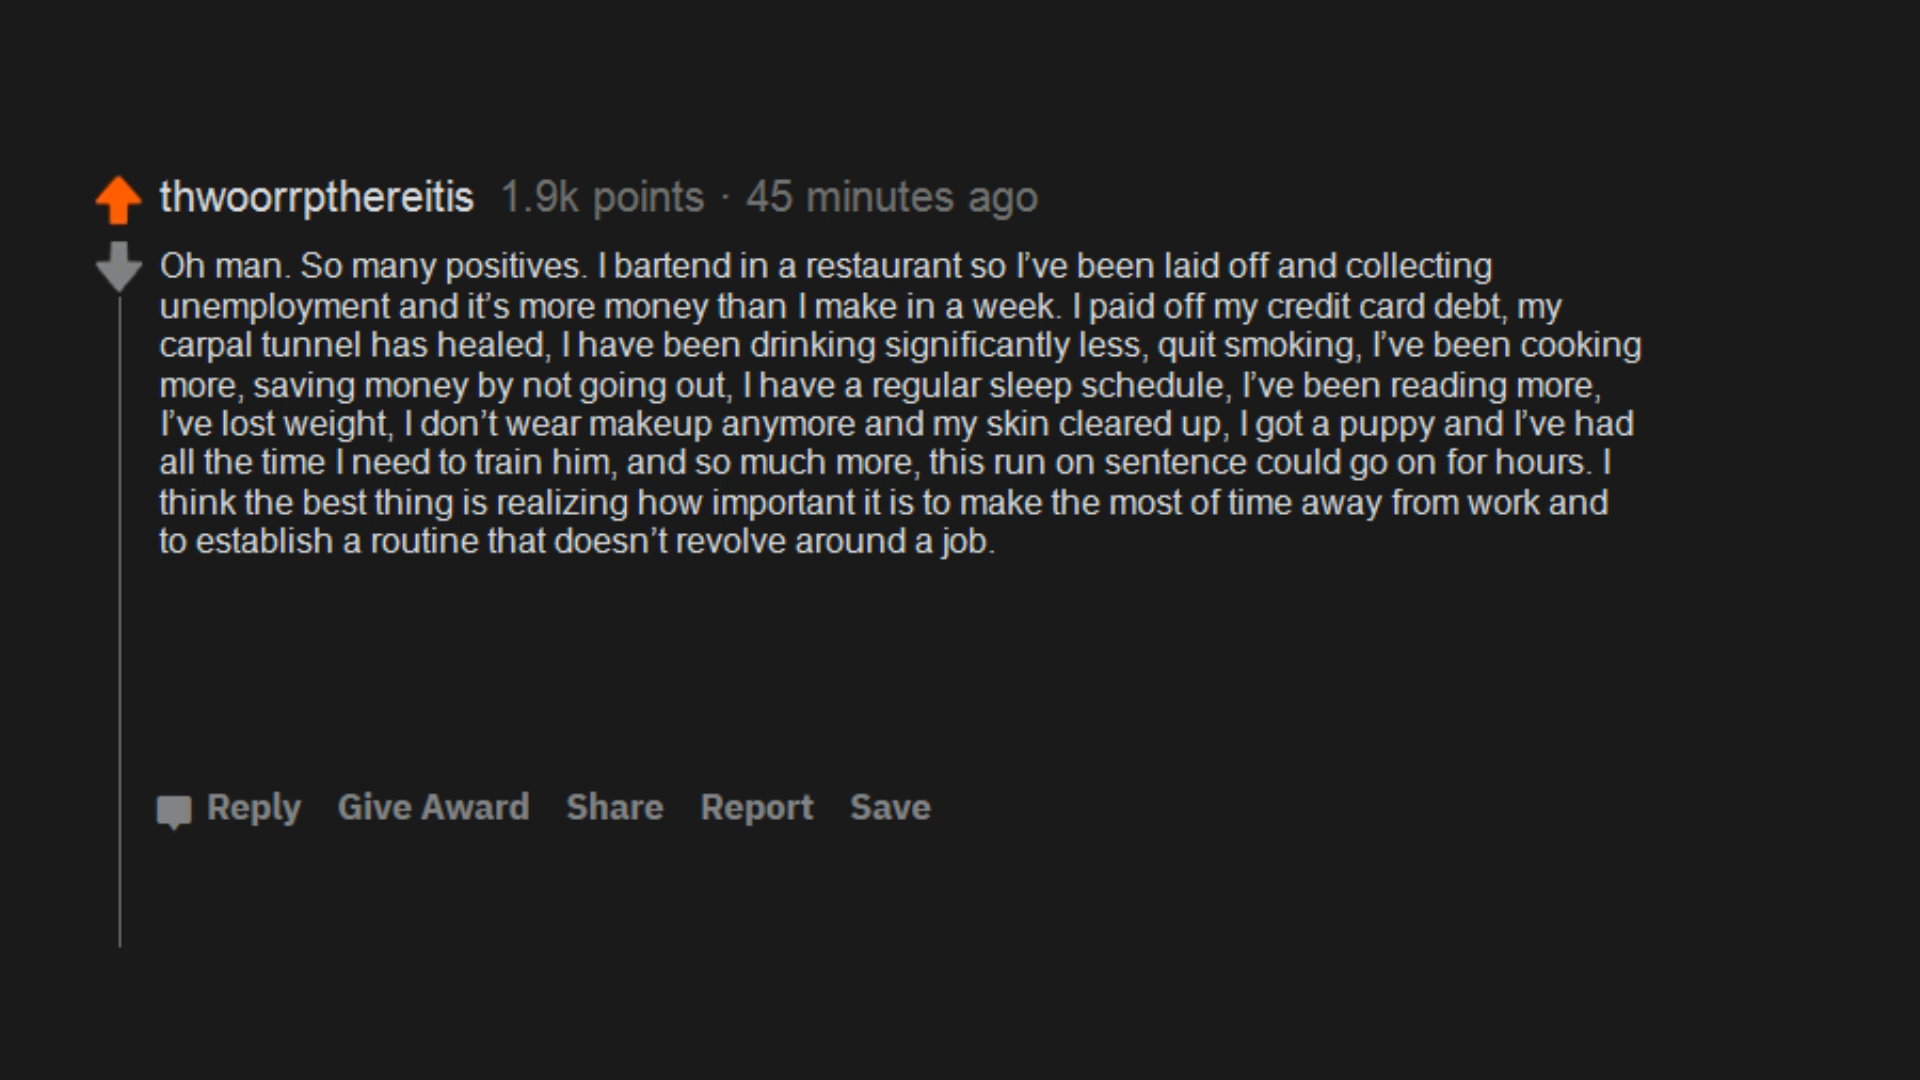 thwoorrpthereitis 1.9k points · 45 minutes ago
Oh man. So many positives. I bartend in a restaurant so I’ve been laid off and collecting
unemployment and it’s more money than I make in a week. I paid off my credit card debt, my
carpal tunnel has healed, I have been drinking significantly less, quit smoking, I’ve been cooking
more, saving money by not going out, I have a regular sleep schedule, I’ve been reading more,
I’ve lost weight, I don’t wear makeup anymore and my skin cleared up, I got a puppy and I’ve had
all the time I need to train him, and so much more, this run on sentence could go on for hours. I
think the best thing is realizing how important it is to make the most of time away from work and
to establish a routine that doesn’t revolve around a job.
Reply Give Award Share Report Save